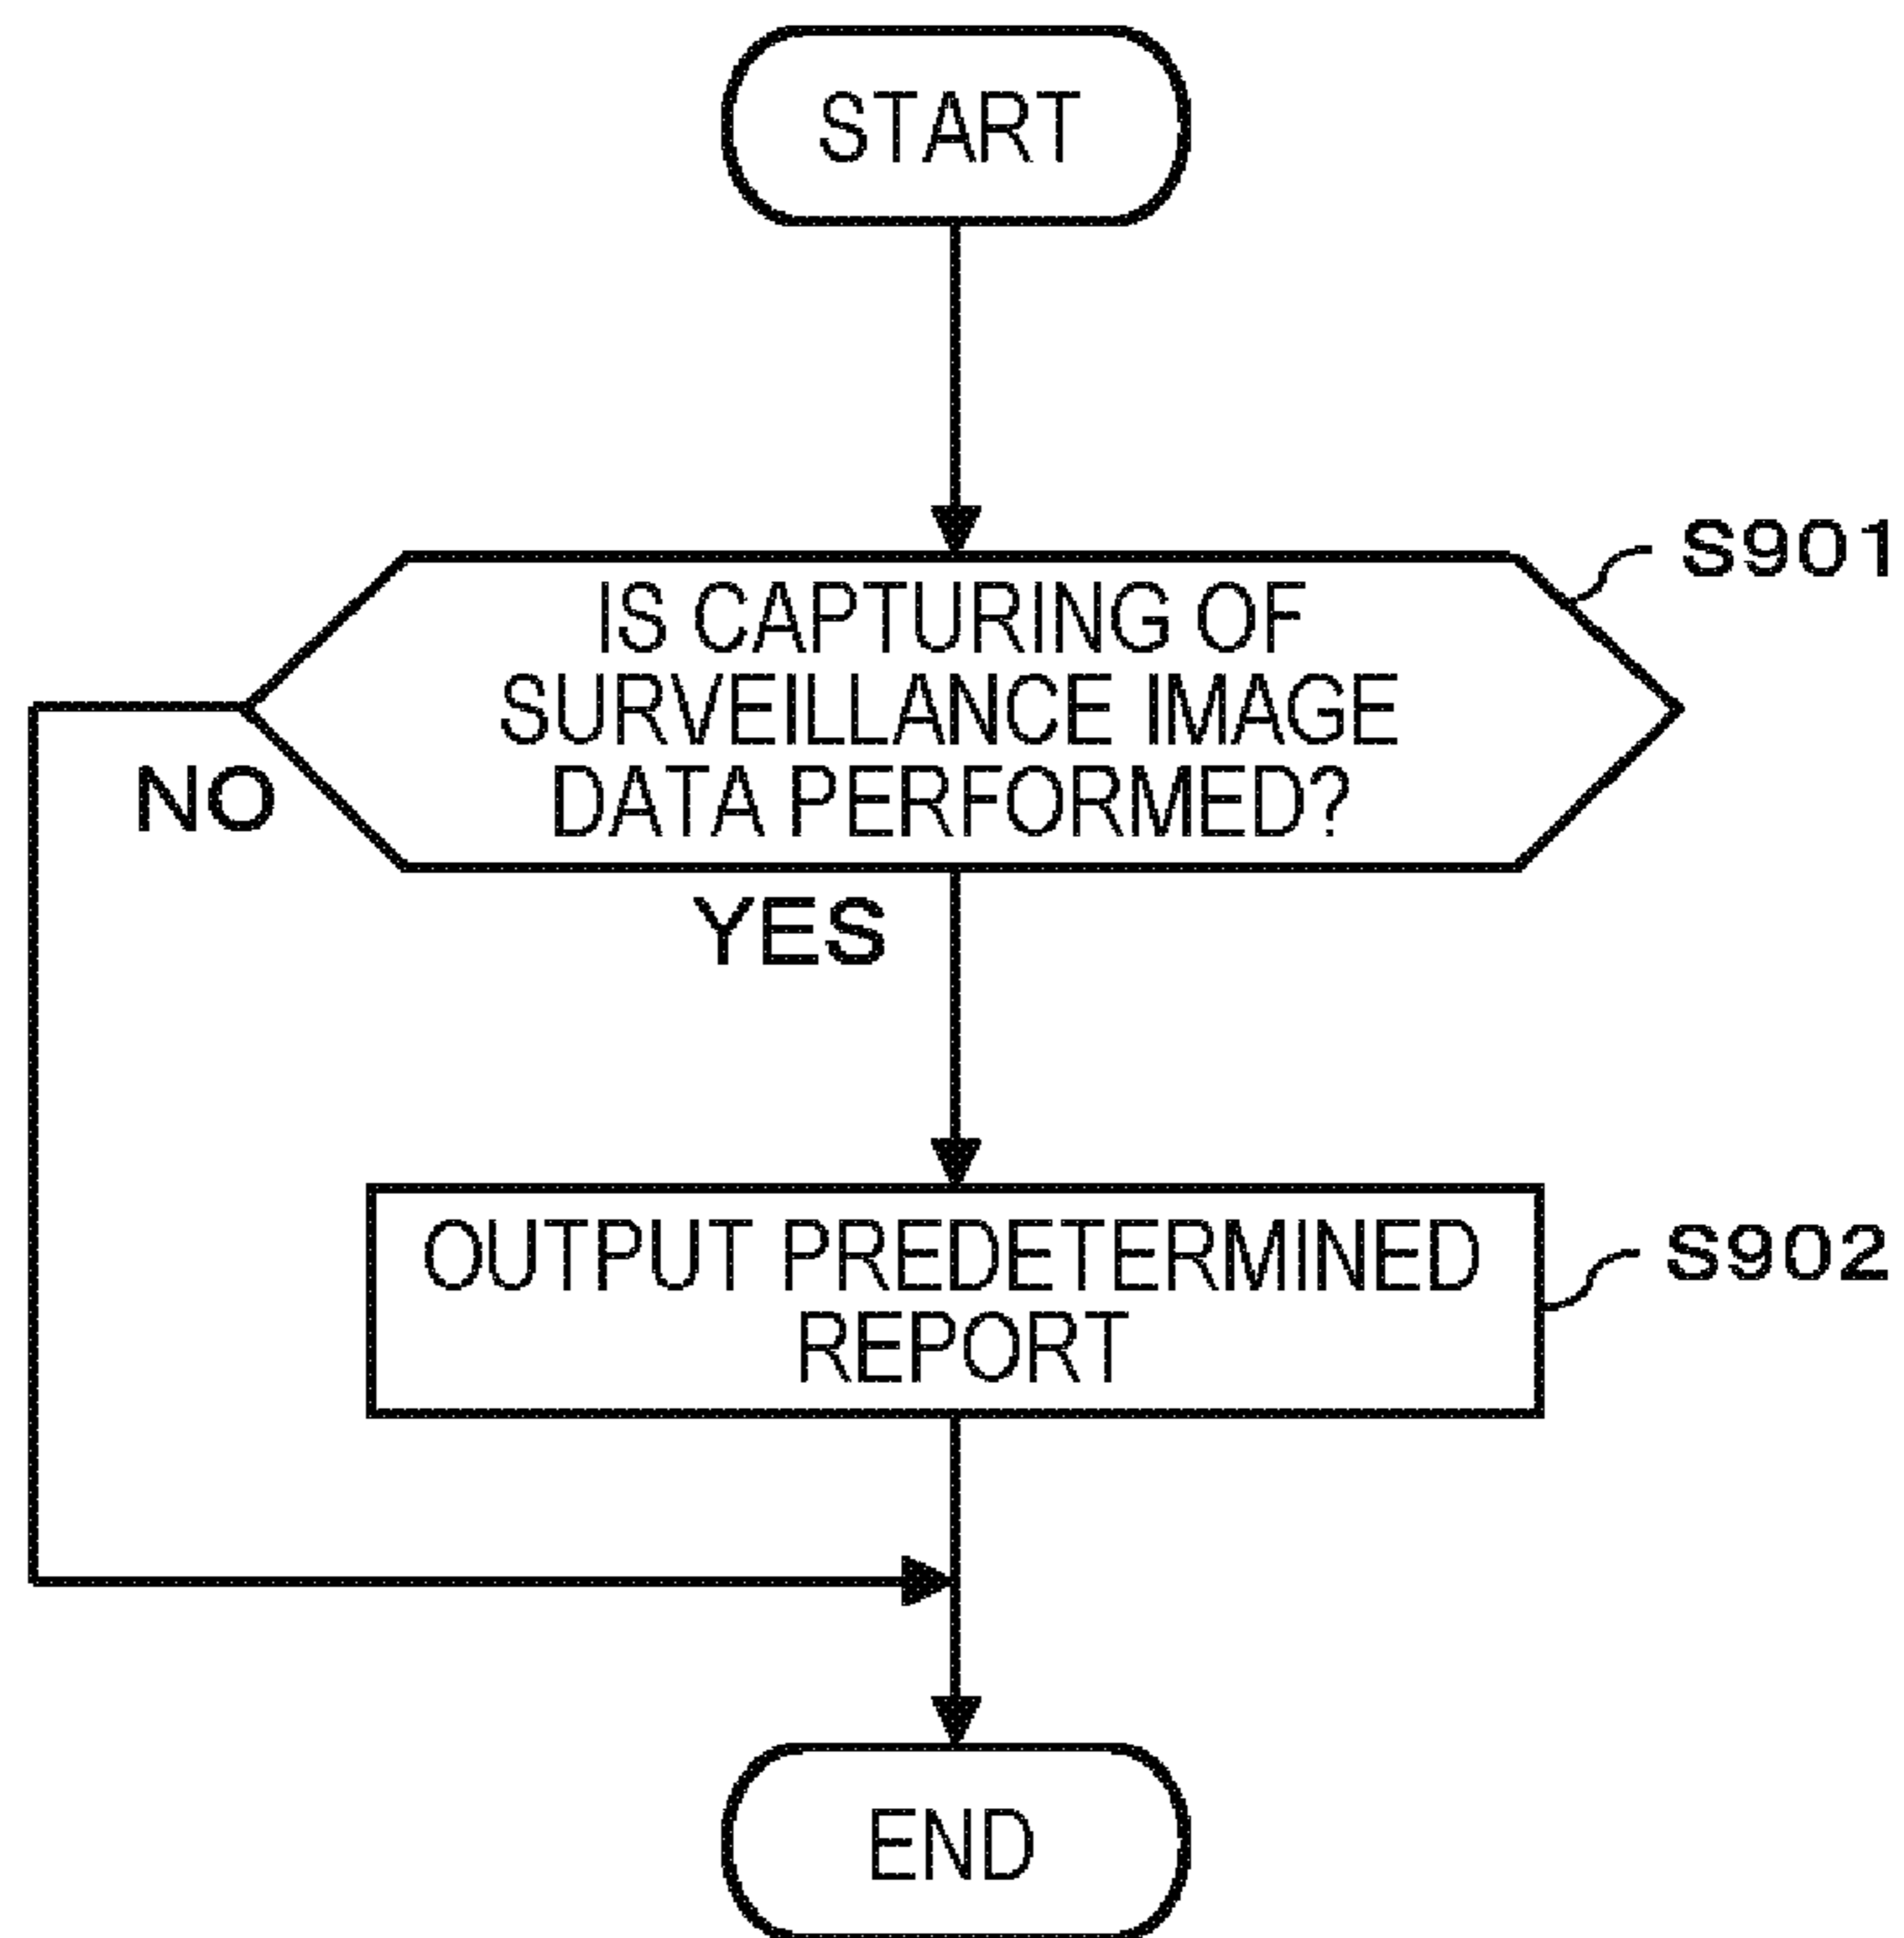 START
S901
IS CAPTURING OF
SURVEILLANCE IMAGE
DATA PERFORMED?
NO
YES
OUTPUT PREDETERMINED
REPORT
S902
END